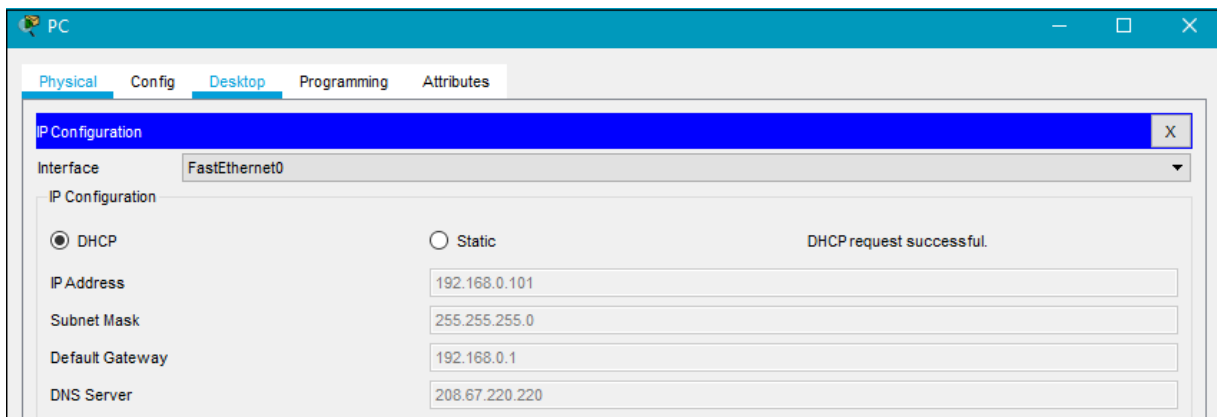 PC
Physical Config Desktop Programming Attributes
IP Configuration X
Interface FastEthernet0
IP Configuration
DHCP Static DHCP request successful.
IP Address 192.168.0.101
Subnet Mask 255.255.255.0
Default Gateway 192.168.0.1
DNS Server 208.67.220.220